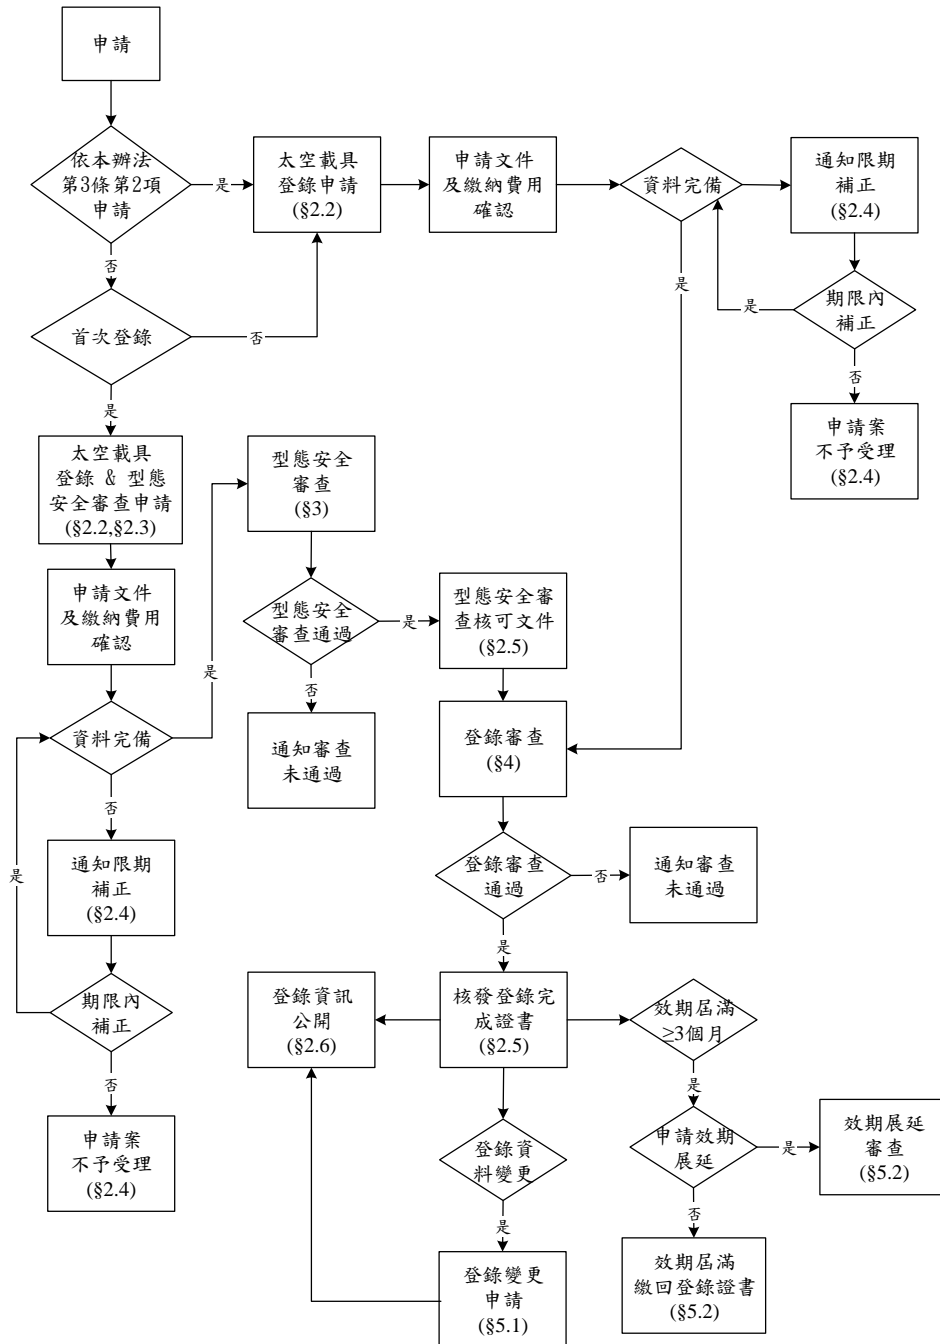 申請
依本辦法
第3條第2項
申請
是
太空載具
登錄申請
(§2.2)
申請文件
及繳納費用
確認
資料完備
通知限期
補正
(§2.4)
否
是
首次登錄
否
是
期限內
補正
否
是
太空載具
登錄 & 型態
安全審查申請
(§2.2,§2.3)
型態安全
審查
(§3)
申請案
不予受理
(§2.4)
申請文件
及繳納費用
確認
型態安全
審查通過
是
型態安全審
查核可文件
(§2.5)
是
否
資料完備
通知審查
未通過
登錄審查
(§4)
否
通知限期
補正
(§2.4)
是
登錄審查
通過
否
通知審查
未通過
是
期限內
補正
登錄資訊
公開
(§2.6)
核發登錄完
成證書
(§2.5)
效期屆滿
≥3個月
否
是
申請案
不予受理
(§2.4)
登錄資
料變更
申請效期
展延
是
效期展延
審查
(§5.2)
是
否
登錄變更
申請
(§5.1)
效期屆滿
繳回登錄證書
(§5.2)